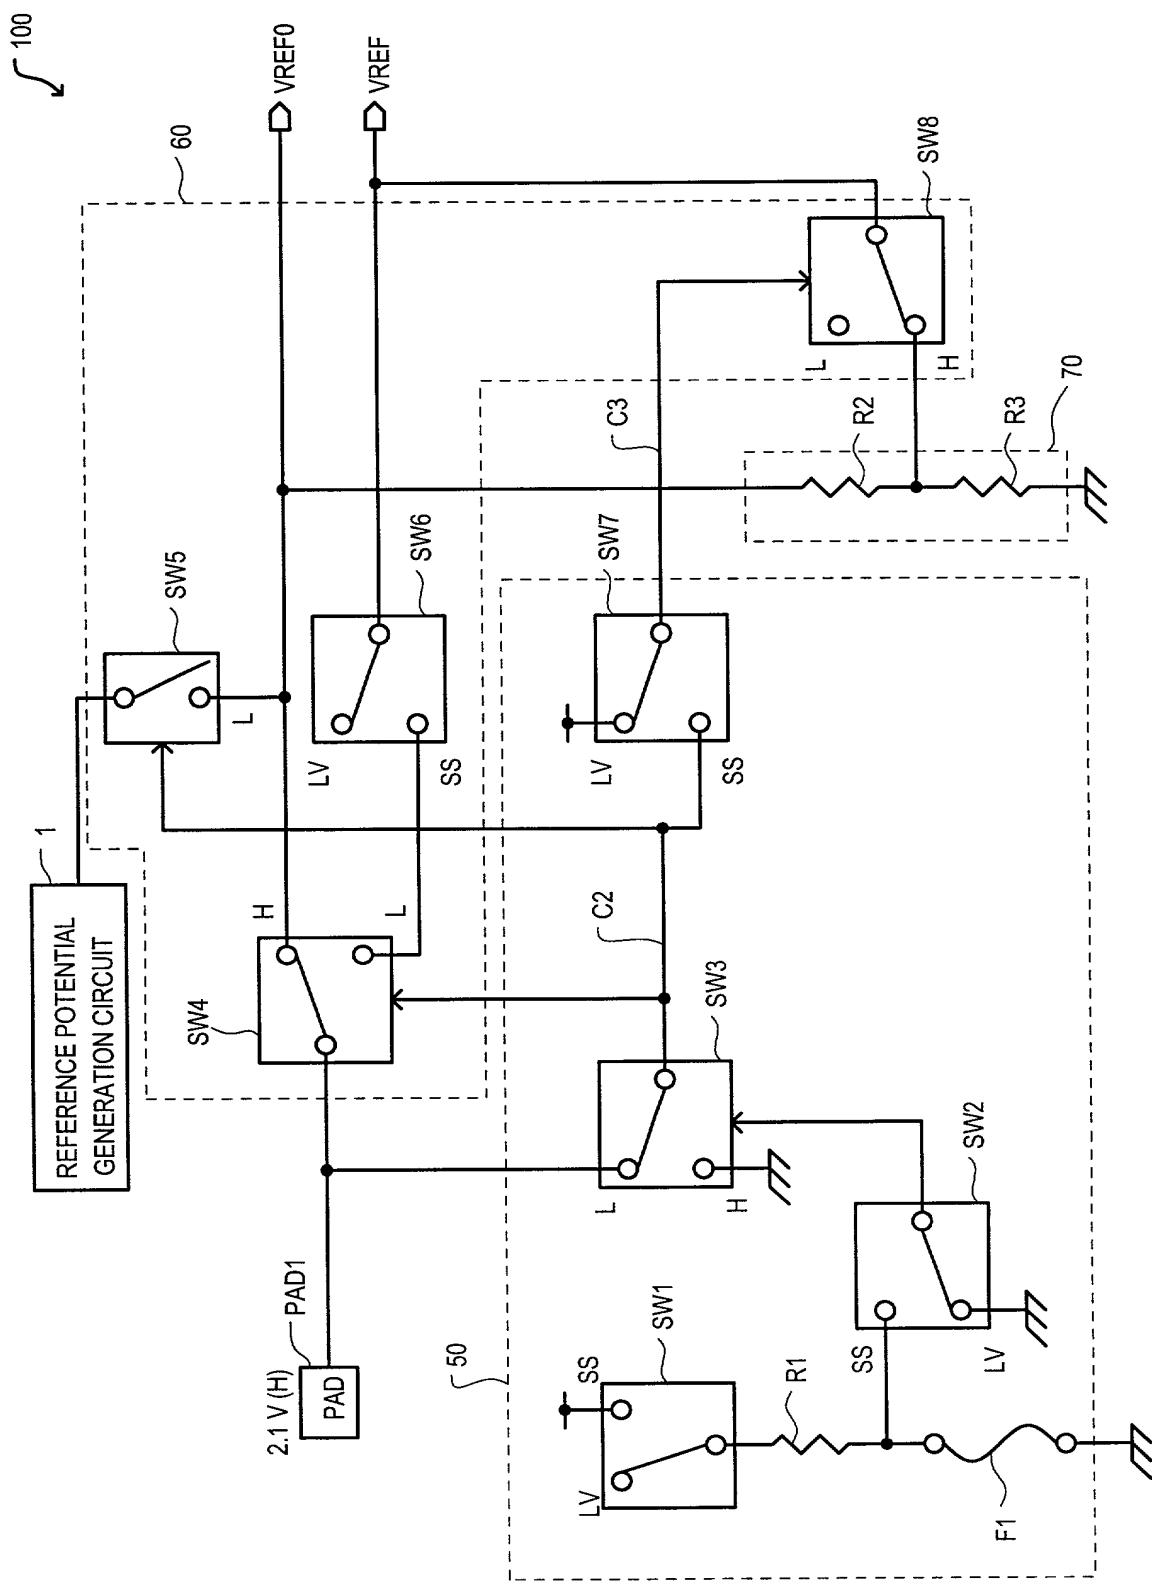 100
VREF0
VREF
60
SW8
SW5
L
SW6
LV
SS
1
REFERENCE POTENTIAL
GENERATION CIRCUIT
H
L
SW4
C3
L
H
R2
70
R3
SW7
LV
SS
C2
SW3
L
H
SW2
SS
LV
2.1 V (H)
PAD
PAD1
50
SS
LV
SW1
R1
F1